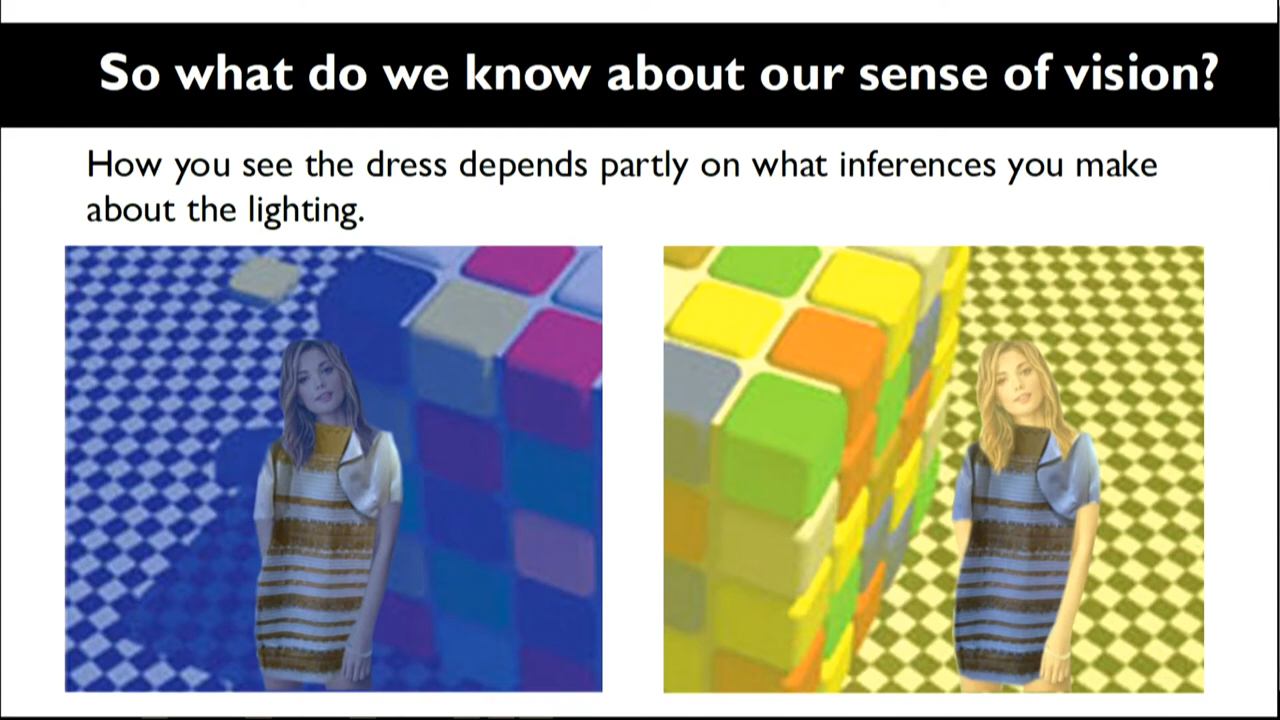 So what do we know about our sense of vision?
How you see the dress depends partly on what inferences you make
about the lighting.